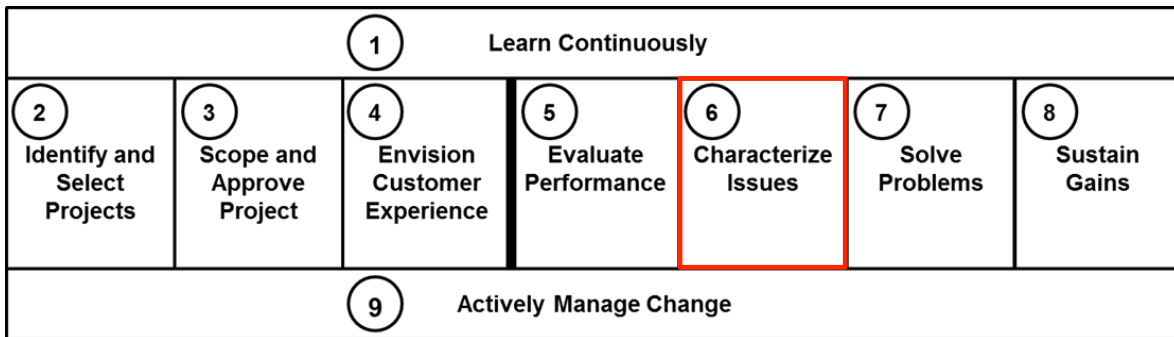 1 Learn Continuously
2
Identify and
Select
Projects
3
Scope and
Approve
Project
4
Envision
Customer
Experience
5
Evaluate
Performance
6
Characterize
Issues
7
Solve
Problems
8
Sustain
Gains
9 Actively Manage Change